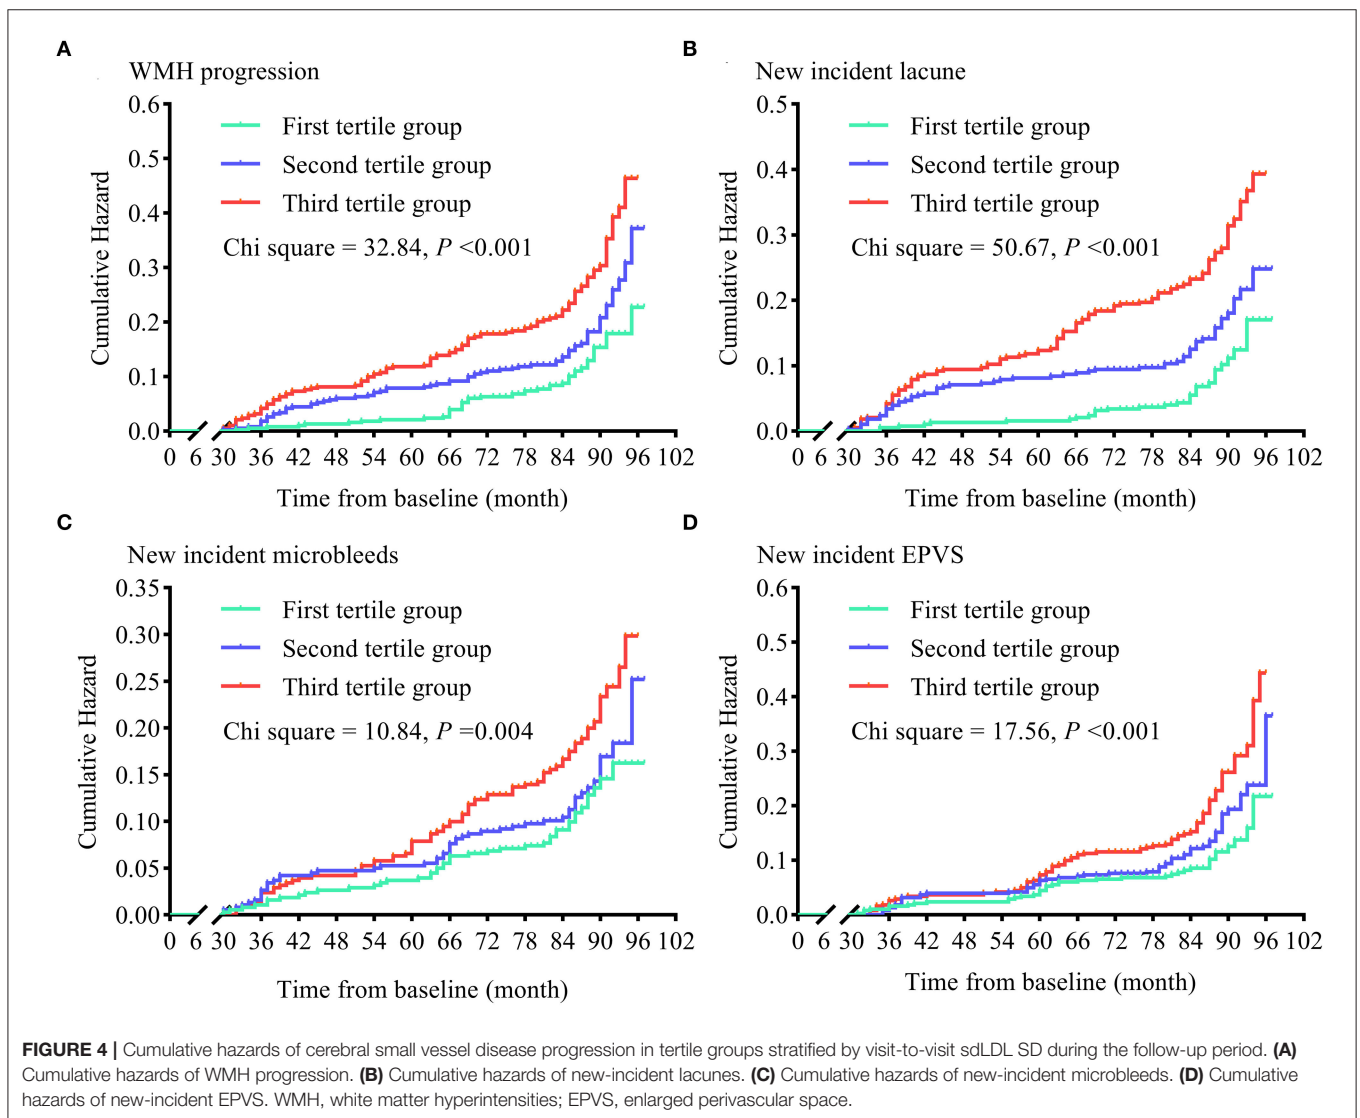 A
WMH progression
0.6
0.5
0.4
0.3
0.2
0.1
0.0
Cumulative Hazard
First tertile group
Second tertile group
Third tertile group
Chi square = 32.84, P <0.001
0 6 30 36 42 48 54 60 66 72 78 84 90 96 102
Time from baseline (month)
B
New incident lacune
0.5
0.4
0.3
0.2
0.1
0.0
Cumulative Hazard
First tertile group
Second tertile group
Third tertile group
Chi square = 50.67, P <0.001
0 6 30 36 42 48 54 60 66 72 78 84 90 96 102
Time from baseline (month)
C
New incident microbleeds
0.35
0.30
0.25
0.20
0.15
0.10
0.05
0.00
Cumulative Hazard
First tertile group
Second tertile group
Third tertile group
Chi square = 10.84, P =0.004
0 6 30 36 42 48 54 60 66 72 78 84 90 96 102
Time from baseline (month)
D
New incident EPVS
0.6
0.5
0.4
0.3
0.2
0.1
0.0
Cumulative Hazard
First tertile group
Second tertile group
Third tertile group
Chi square = 17.56, P <0.001
0 6 30 36 42 48 54 60 66 72 78 84 90 96 102
Time from baseline (month)
FIGURE 4 | Cumulative hazards of cerebral small vessel disease progression in tertile groups stratified by visit-to-visit sdLDL SD during the follow-up period. (A)
Cumulative hazards of WMH progression. (B) Cumulative hazards of new-incident lacunes. (C) Cumulative hazards of new-incident microbleeds. (D) Cumulative
hazards of new-incident EPVS. WMH, white matter hyperintensities; EPVS, enlarged perivascular space.